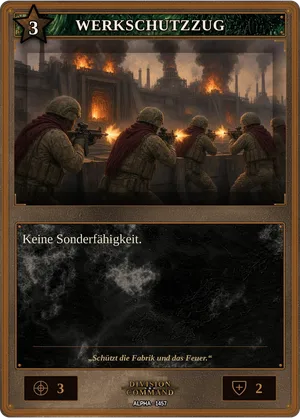 3
WERKSCHUTZZUG
Keine Sonderfähigkeit.
„Schützt die Fabrik und das Feuer.“
3
DIVISION
COMMAND
ALPHA - 1457
2